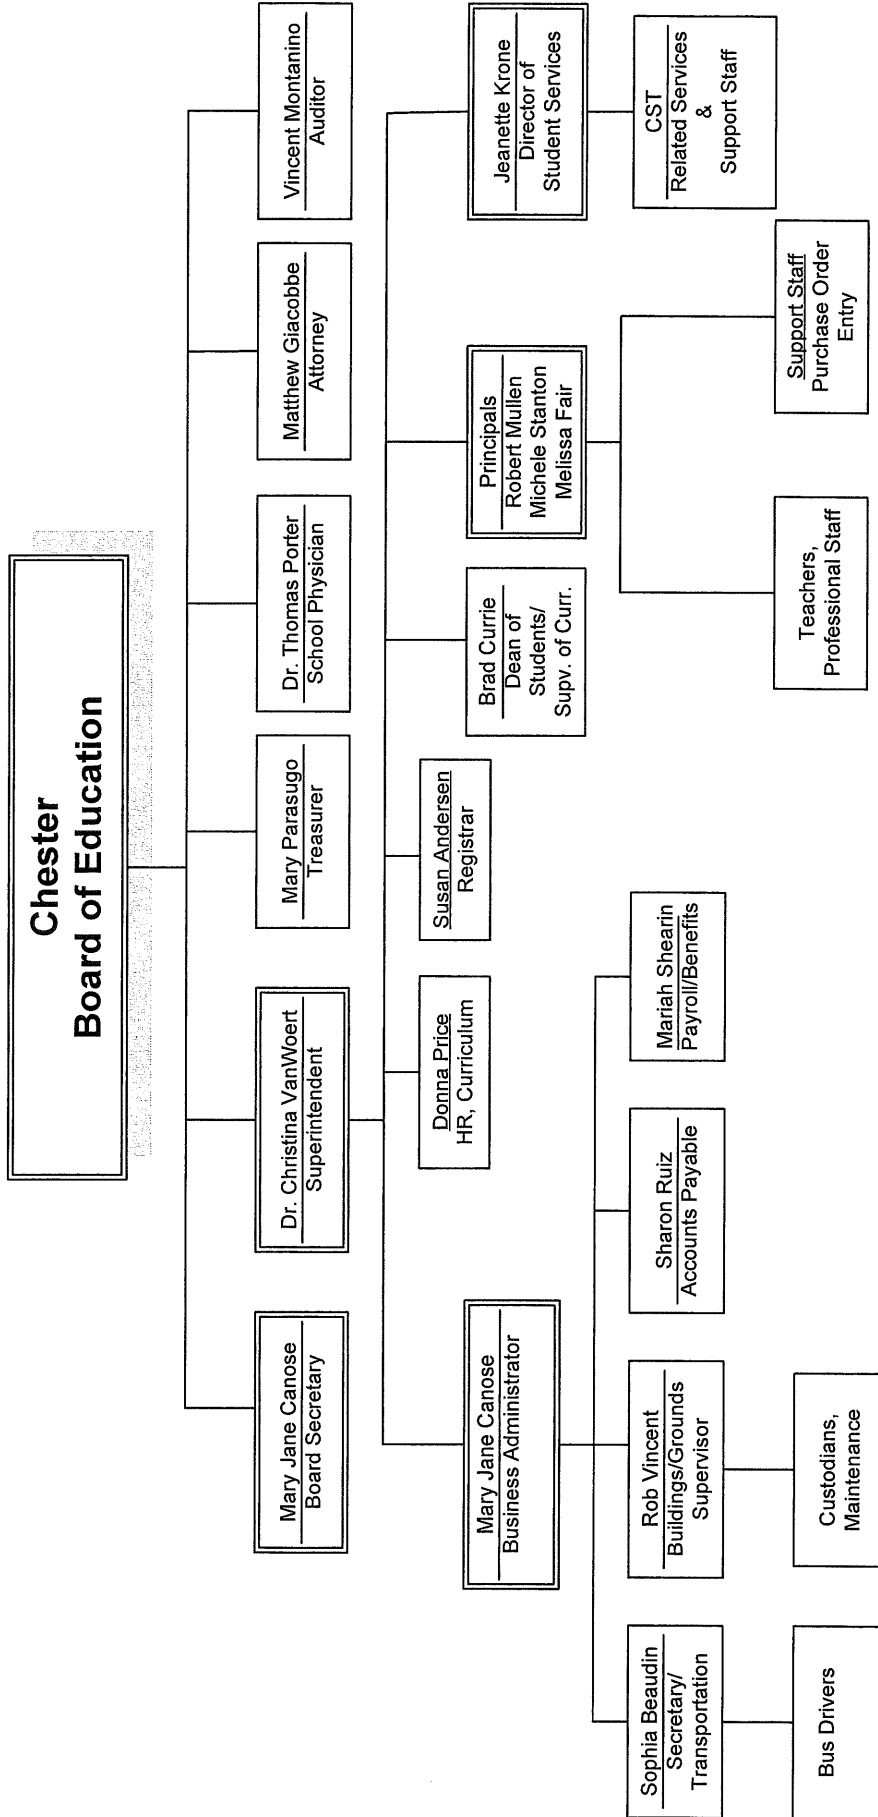 Chester
Board of Education
Mary Jane Canose
Board Secretary
Dr. Christina VanWoert
Superintendent
Mary Parasugo
Treasurer
Dr. Thomas Porter
School Physician
Matthew Giacobbe
Attorney
Vincent Montanino
Auditor
Mary Jane Canose
Business Administrator
Donna Price
HR, Curriculum
Susan Andersen
Registrar
Brad Currie
Dean of
Students/
Supv. of Curr.
Principals
Robert Mullen
Michele Stanton
Melissa Fair
Jeanette Krone
Director of
Student Services
Sophia Beaudin
Secretary/
Transportation
Rob Vincent
Buildings/Grounds
Supervisor
Sharon Ruiz
Accounts Payable
Mariah Shearin
Payroll/Benefits
CST
Related Services
&
Support Staff
Bus Drivers
Custodians,
Maintenance
Teachers,
Professional Staff
Support Staff
Purchase Order
Entry